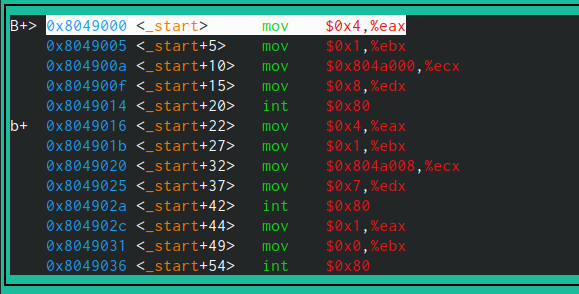 B+> 0x8049000 <_start> mov $0x4,%eax
0x8049005 <_start+5> mov $0x1,%ebx
0x804900a <_start+10> mov $0x804a000,%ecx
0x804900f <_start+15> mov $0x8,%edx
0x8049014 <_start+20> int $0x80
b+ 0x8049016 <_start+22> mov $0x4,%eax
0x804901b <_start+27> mov $0x1,%ebx
0x8049020 <_start+32> mov $0x804a008,%ecx
0x8049025 <_start+37> mov $0x7,%edx
0x804902a <_start+42> int $0x80
0x804902c <_start+44> mov $0x1,%eax
0x8049031 <_start+49> mov $0x0,%ebx
0x8049036 <_start+54> int $0x80